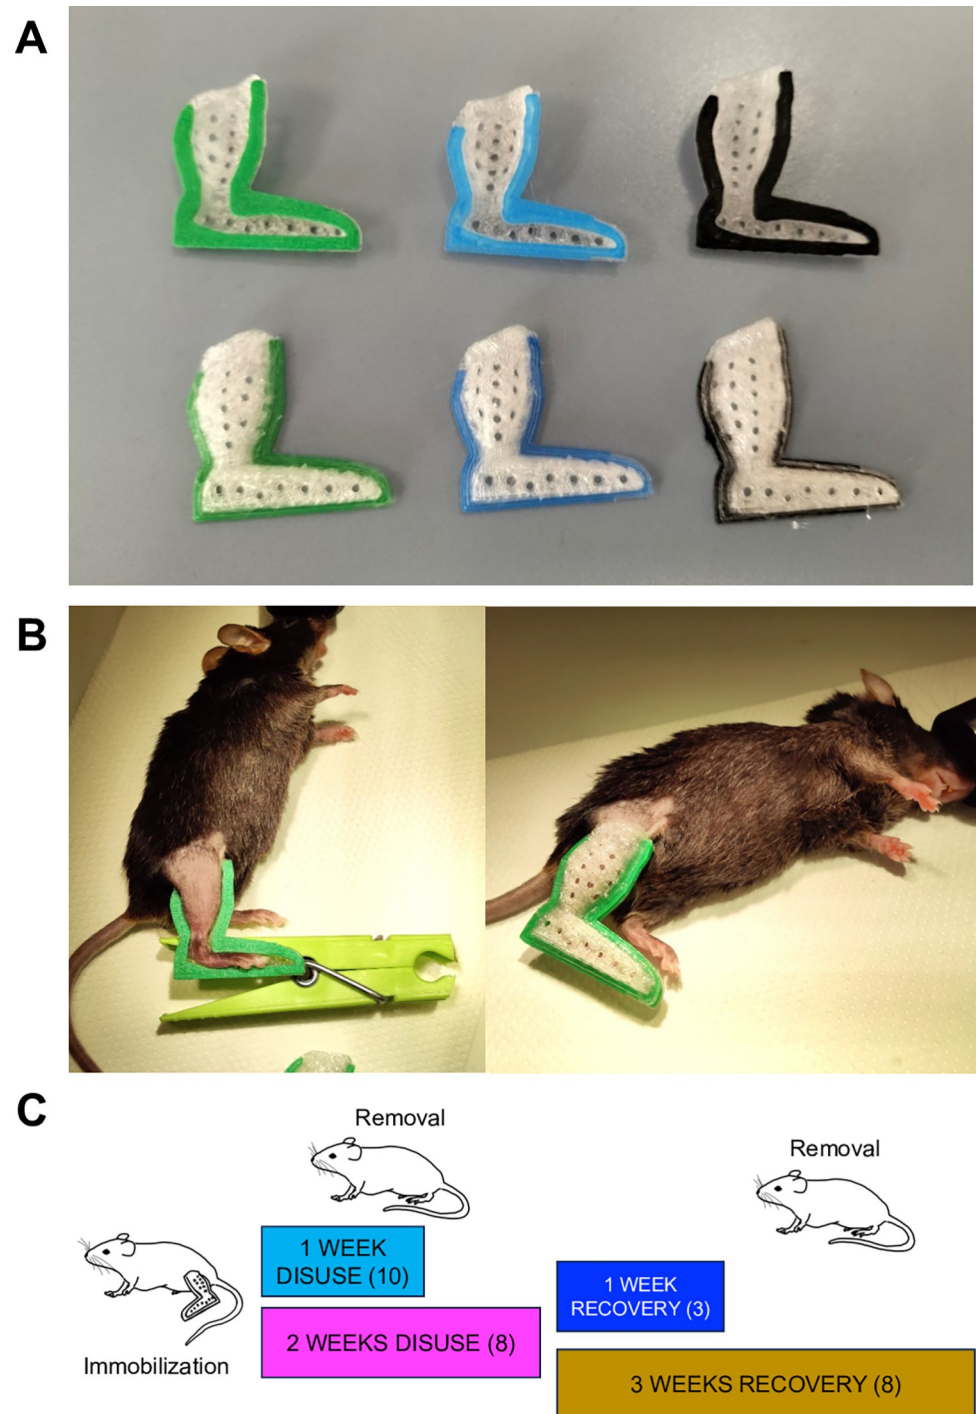 A
B
C
Removal
Removal
1 WEEK
DISUSE (10)
1 WEEK
RECOVERY (3)
2 WEEKS DISUSE (8)
Immobilization
3 WEEKS RECOVERY (8)